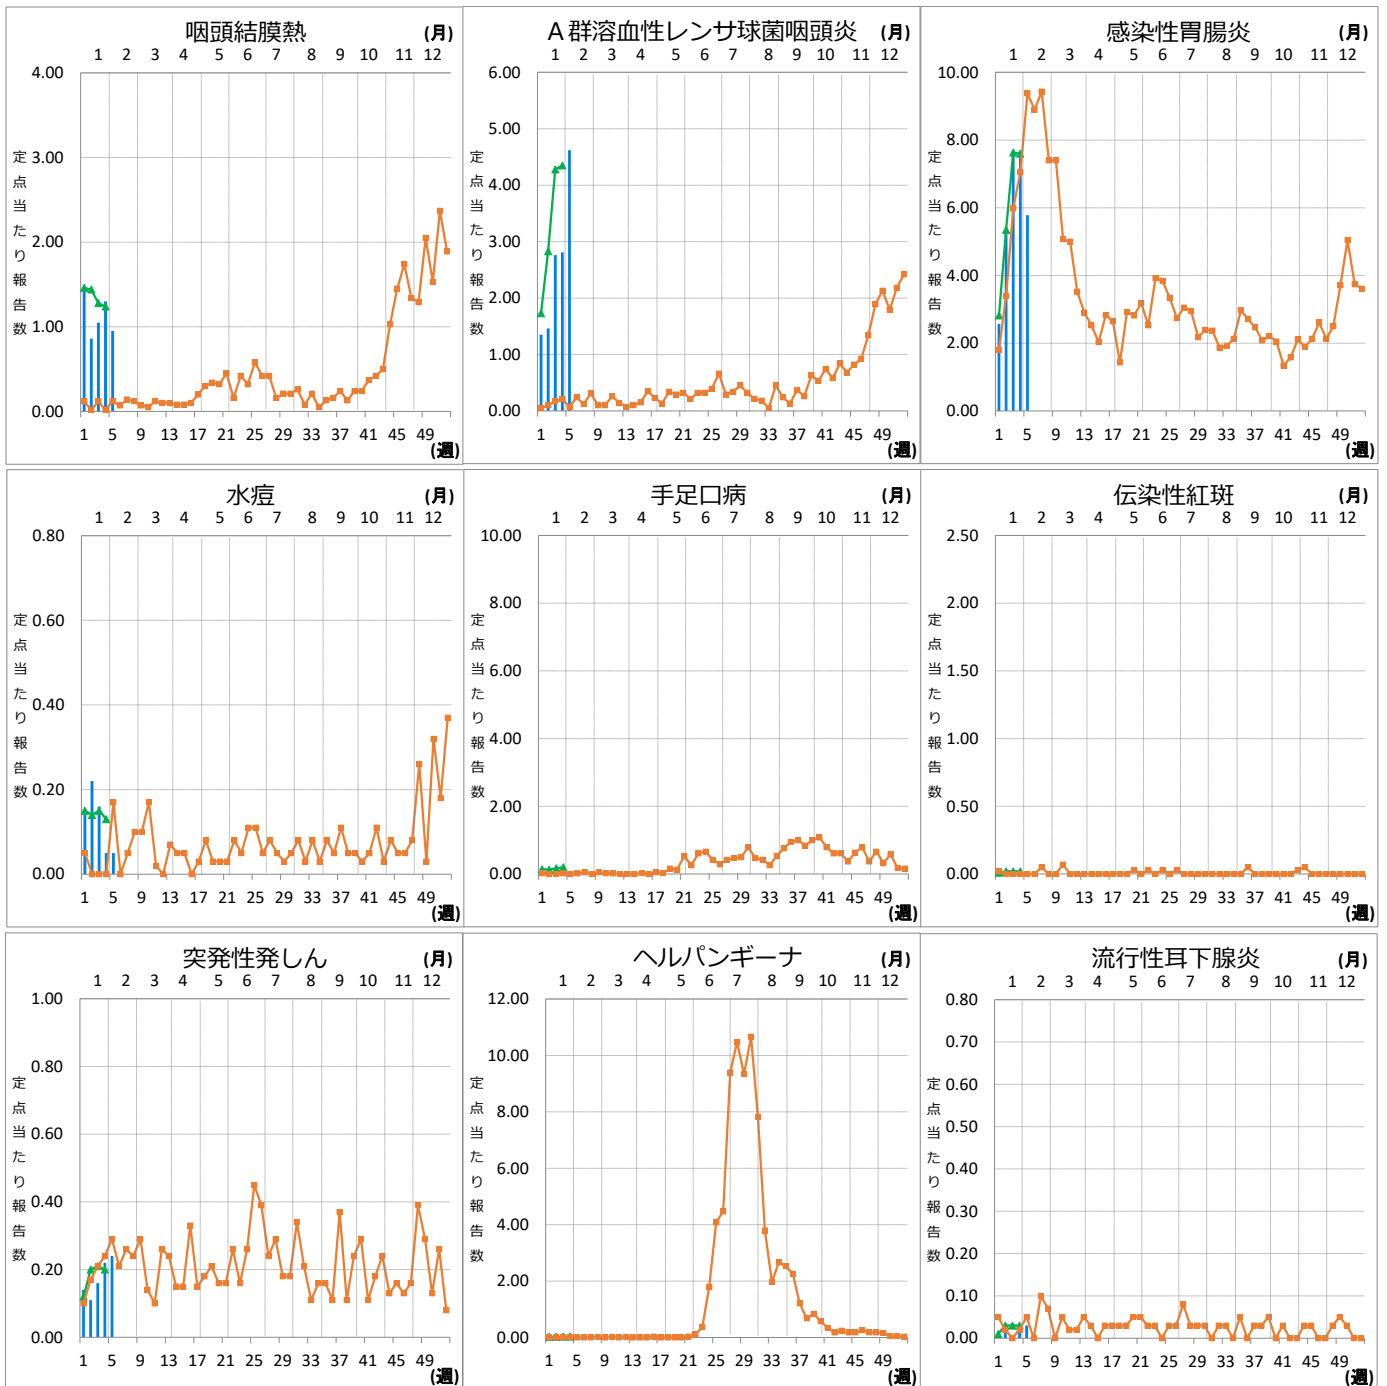 咽頭結膜熱 (月)
1 2 3 4 5 6 7 8 9 10 11 12
4.00
3.00
2.00
1.00
0.00
定点当たり報告数
1 5 9 13 17 21 25 29 33 37 41 45 49
(週)
A群溶血性レンサ球菌咽頭炎 (月)
1 2 3 4 5 6 7 8 9 10 11 12
6.00
5.00
4.00
3.00
2.00
1.00
0.00
定点当たり報告数
1 5 9 13 17 21 25 29 33 37 41 45 49
(週)
感染性胃腸炎 (月)
1 2 3 4 5 6 7 8 9 10 11 12
10.00
8.00
6.00
4.00
2.00
0.00
定点当たり報告数
1 5 9 13 17 21 25 29 33 37 41 45 49
(週)
水痘 (月)
1 2 3 4 5 6 7 8 9 10 11 12
0.80
0.60
0.40
0.20
0.00
定点当たり報告数
1 5 9 13 17 21 25 29 33 37 41 45 49
(週)
手足口病 (月)
1 2 3 4 5 6 7 8 9 10 11 12
10.00
8.00
6.00
4.00
2.00
0.00
定点当たり報告数
1 5 9 13 17 21 25 29 33 37 41 45 49
(週)
伝染性紅斑 (月)
1 2 3 4 5 6 7 8 9 10 11 12
2.50
2.00
1.50
1.00
0.50
0.00
定点当たり報告数
1 5 9 13 17 21 25 29 33 37 41 45 49
(週)
突発性発しん (月)
1 2 3 4 5 6 7 8 9 10 11 12
1.00
0.80
0.60
0.40
0.20
0.00
定点当たり報告数
1 5 9 13 17 21 25 29 33 37 41 45 49
(週)
ヘルパンギーナ (月)
1 2 3 4 5 6 7 8 9 10 11 12
12.00
10.00
8.00
6.00
4.00
2.00
0.00
定点当たり報告数
1 5 9 13 17 21 25 29 33 37 41 45 49
(週)
流行性耳下腺炎 (月)
1 2 3 4 5 6 7 8 9 10 11 12
0.80
0.70
0.60
0.50
0.40
0.30
0.20
0.10
0.00
定点当たり報告数
1 5 9 13 17 21 25 29 33 37 41 45 49
(週)